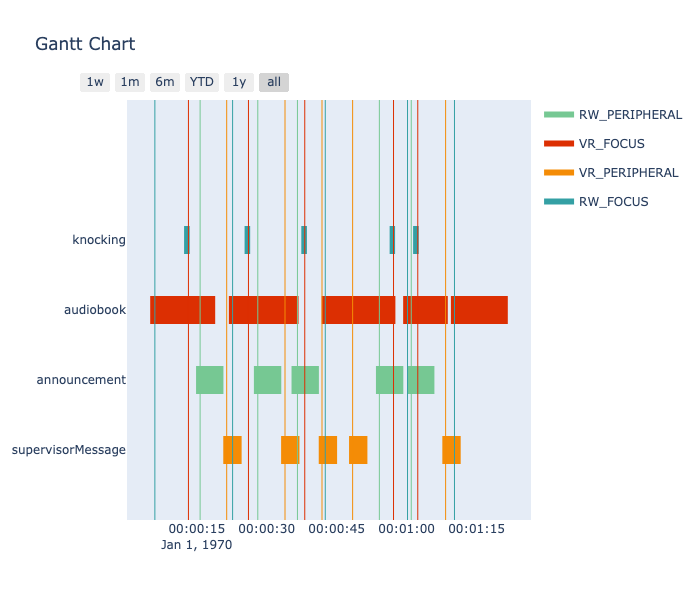 Gantt Chart
1w 1m 6m YTD 1y all
RW_PERIPHERAL
VR_FOCUS
VR_PERIPHERAL
RW_FOCUS
knocking
audiobook
announcement
supervisorMessage
00:00:15 00:00:30 00:00:45 00:01:00 00:01:15
Jan 1, 1970